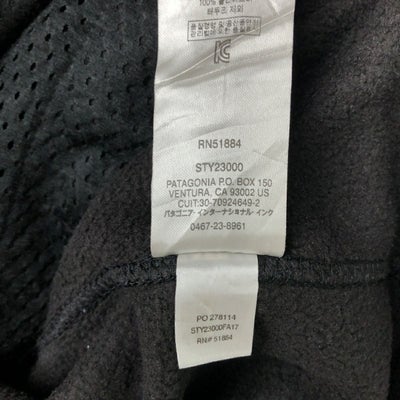 100%
RN51884
STY23000
PATAGONIA P.O. BOX 150
VENTURA, CA 93002 US
CUIT:30-70924649-2
パタゴニア・インターナショナル・インク
0467-23-8961
PO 278114
STY23000FA17
RN# 51884